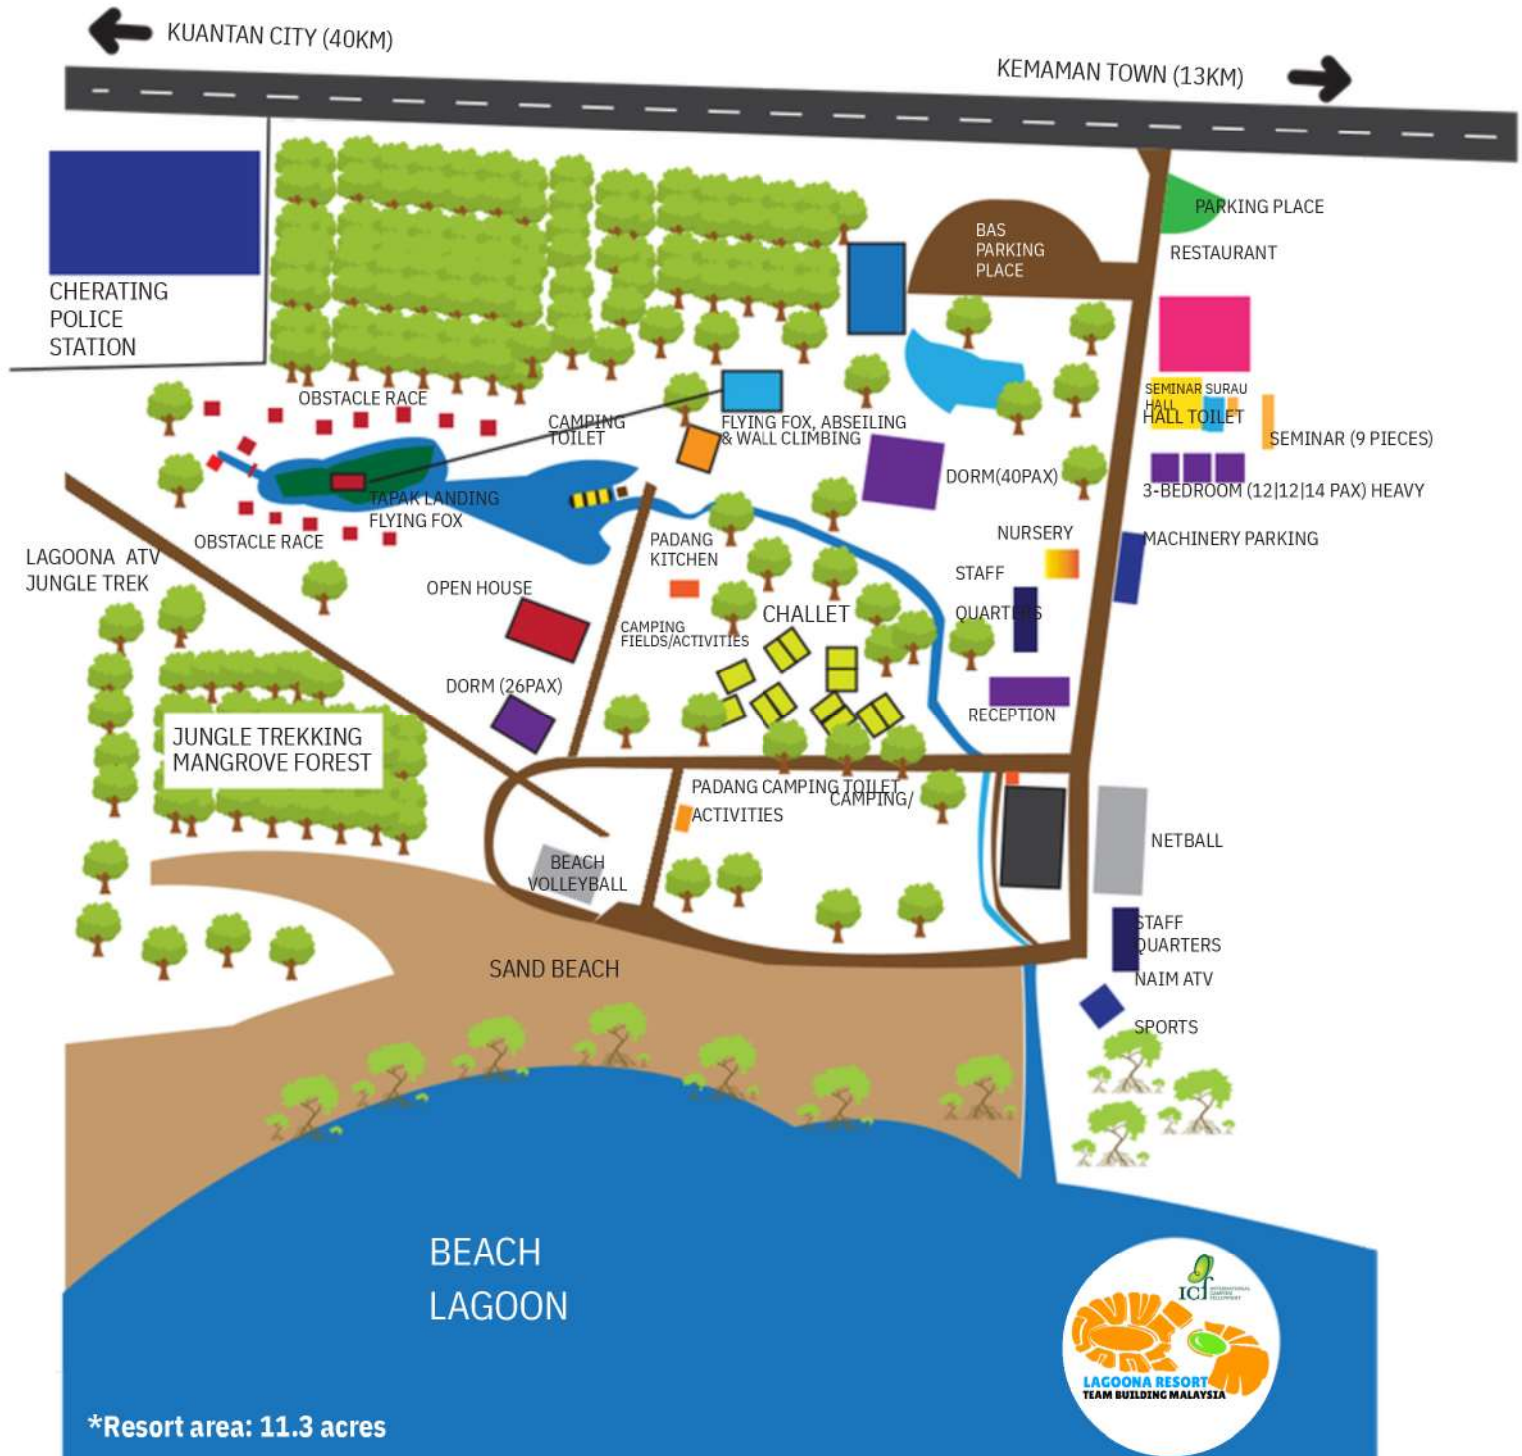 KUANTAN CITY (40KM)
KEMAMAN TOWN (13KM)
PARKING PLACE
BAS
PARKING
PLACE
RESTAURANT
CHERATING
POLICE
STATION
SEMINAR SURAU
HALL
HALL TOILET
SEMINAR (9 PIECES)
OBSTACLE RACE
CAMPING
TOILET
FLYING FOX, ABSEILING
& WALL CLIMBING
DORM(40PAX)
3-BEDROOM (12|12|14 PAX) HEAVY
MACHINERY PARKING
TAPAK LANDING
FLYING FOX
OBSTACLE RACE
PADANG
KITCHEN
NURSERY
LAGOONA ATV
JUNGLE TREK
OPEN HOUSE
STAFF
QUARTERS
CHALLET
CAMPING
FIELDS/ACTIVITIES
DORM (26PAX)
RECEPTION
JUNGLE TREKKING
MANGROVE FOREST
PADANG CAMPING TOILET
CAMPING/
ACTIVITIES
NETBALL
BEACH
VOLLEYBALL
STAFF
QUARTERS
SAND BEACH
NAIM ATV
SPORTS
BEACH
LAGOON
ICF
INTERNATIONAL
CAMPING
FELLOWSHIP
LAGOONA RESORT
TEAM BUILDING MALAYSIA
*Resort area: 11.3 acres